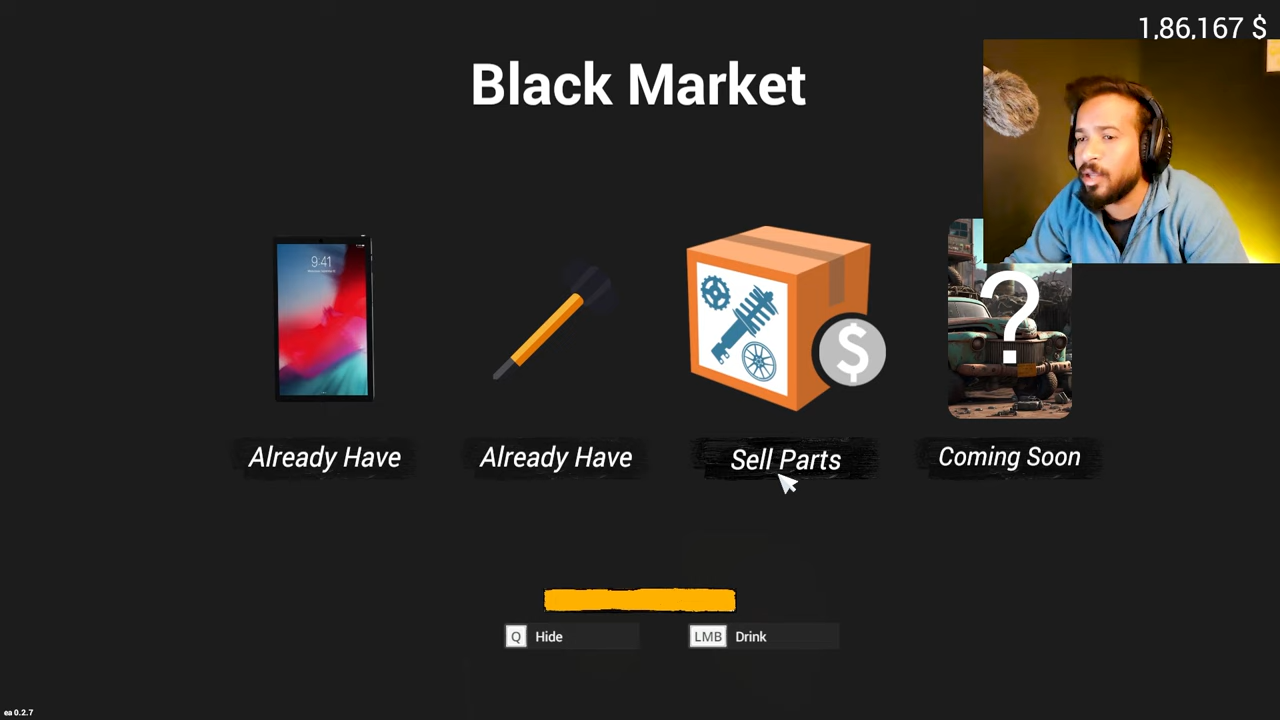 1,86,167 $
Black Market
9:41
?
$
Already Have
Already Have
Sell Parts
Coming Soon
Q Hide
LMB Drink
ea 0.2.7